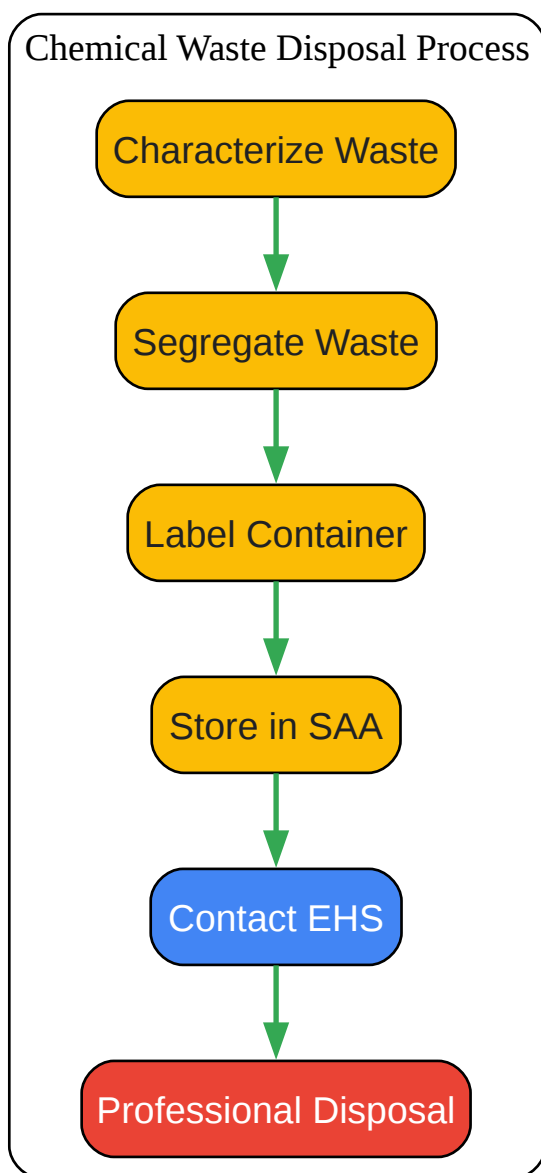 Chemical Waste Disposal Process
Characterize Waste
Segregate Waste
Label Container
Store in SAA
Contact EHS
Professional Disposal